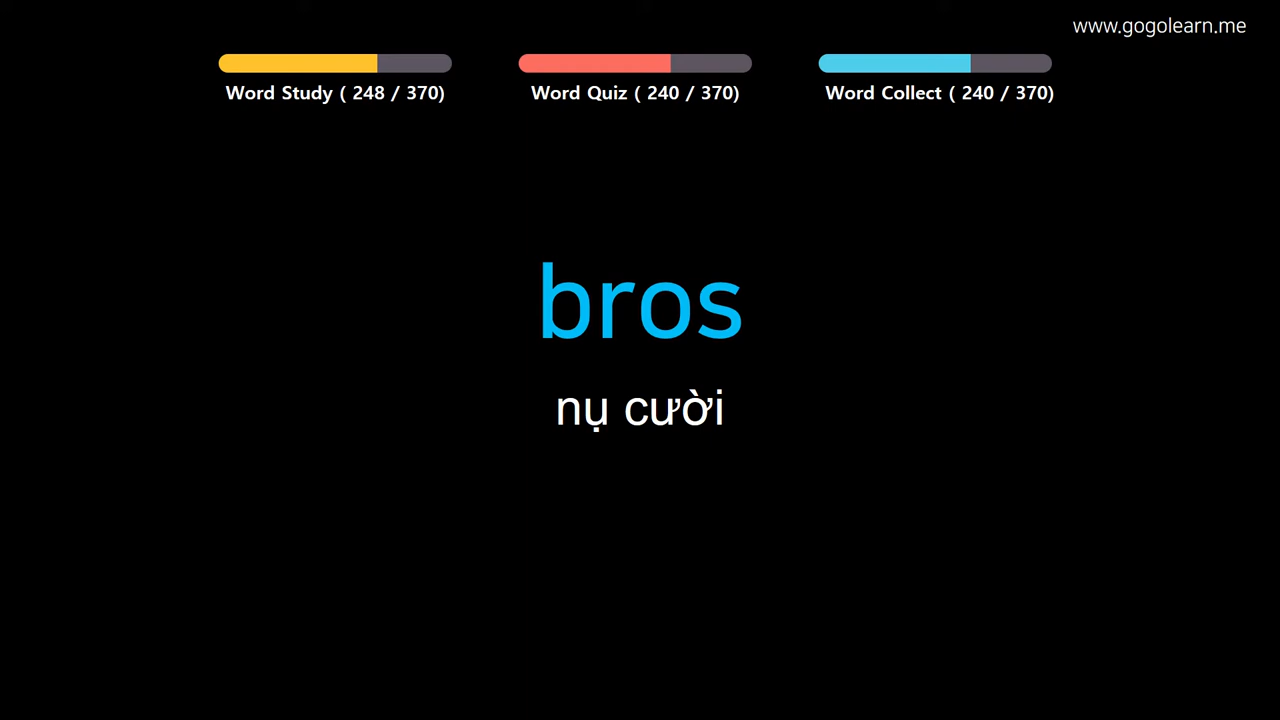 www.gogolearn.me
Word Study ( 248 / 370)
Word Quiz ( 240 / 370)
Word Collect ( 240 / 370)
bros
nụ cười